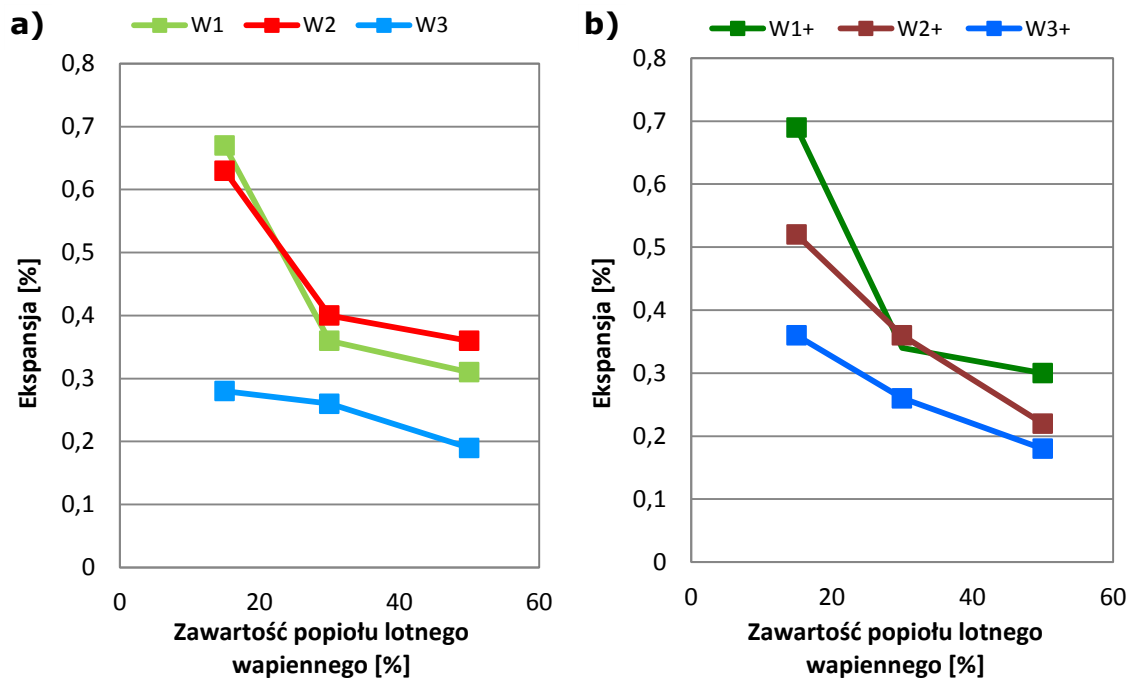 a)
W1 W2 W3
0,8
0,7
0,6
0,5
0,4
0,3
0,2
0,1
0
Ekspansja [%]
0 20 40 60
Zawartość popiołu lotnego
wapiennego [%]
b)
W1+ W2+ W3+
0,8
0,7
0,6
0,5
0,4
0,3
0,2
0,1
0
Ekspansja [%]
0 20 40 60
Zawartość popiołu lotnego
wapiennego [%]